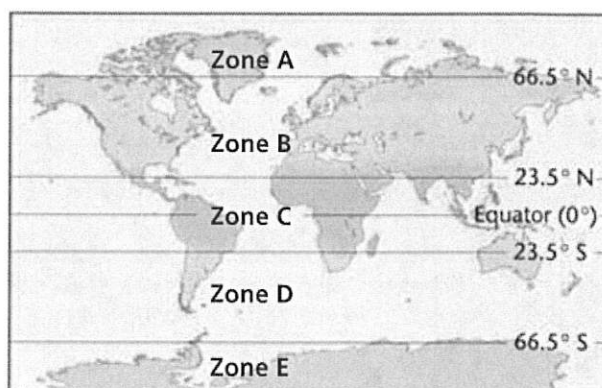 Zone A
66.5° N
Zone B
23.5° N
Zone C
Equator (0°)
23.5° S
Zone D
66.5° S
Zone E